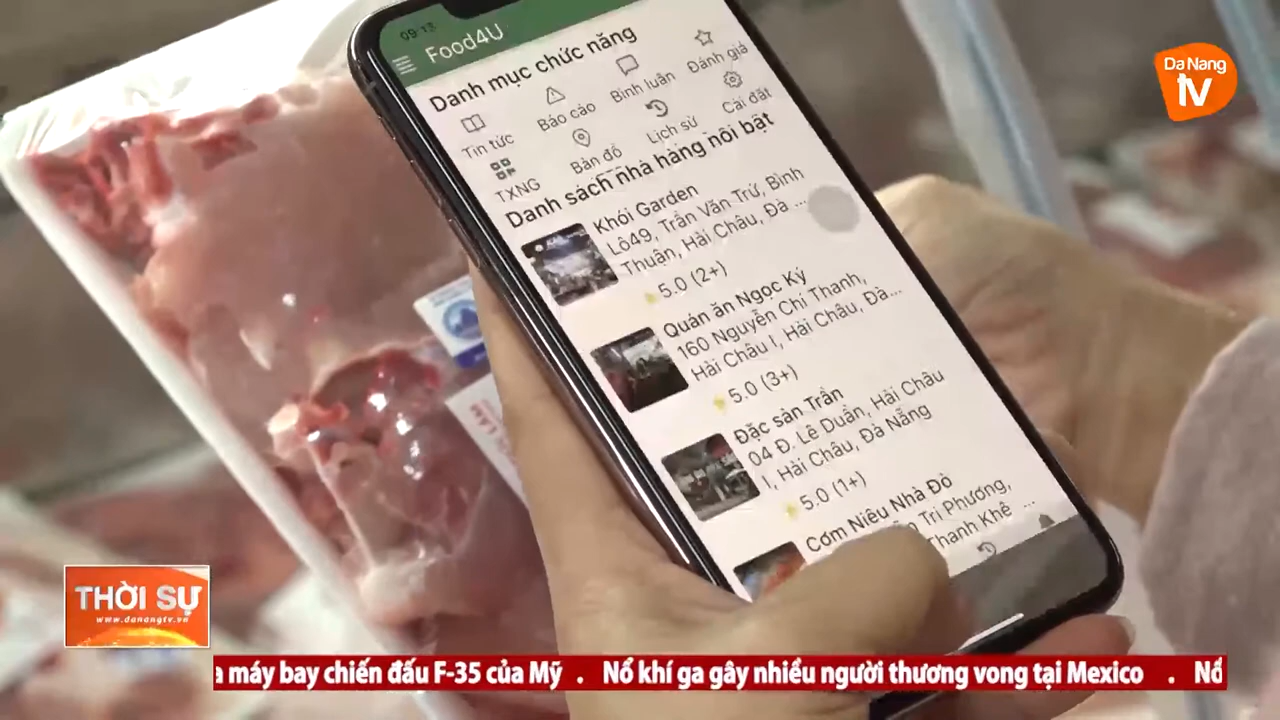 09:13
Food4U
Danh mục chức năng
Tin tức
Báo cáo
Bình luận
Đánh giá
TXNG
Bản đồ
Lịch sử
Cài đặt
Danh sách nhà hàng nổi bật
Khói Garden
Lô49, Trần Văn Trứ, Bình
Thuận, Hải Châu, Đà ...
5.0 (2+)
Quán ăn Ngọc Ký
160 Nguyễn Chí Thanh,
Hải Châu I, Hải Châu, Đà...
5.0 (3+)
Đặc sản Trần
04 Đ. Lê Duẩn, Hải Châu
I, Hải Châu, Đà Nẵng
5.0 (1+)
Cơm Niêu Nhà Đỏ
Tri Phương,
Thanh Khê ...
Da Nang
tv
THỜI SỰ
www.danangtv.vn
máy bay chiến đấu F-35 của Mỹ . Nổ khí ga gây nhiều người thương vong tại Mexico . Nổ